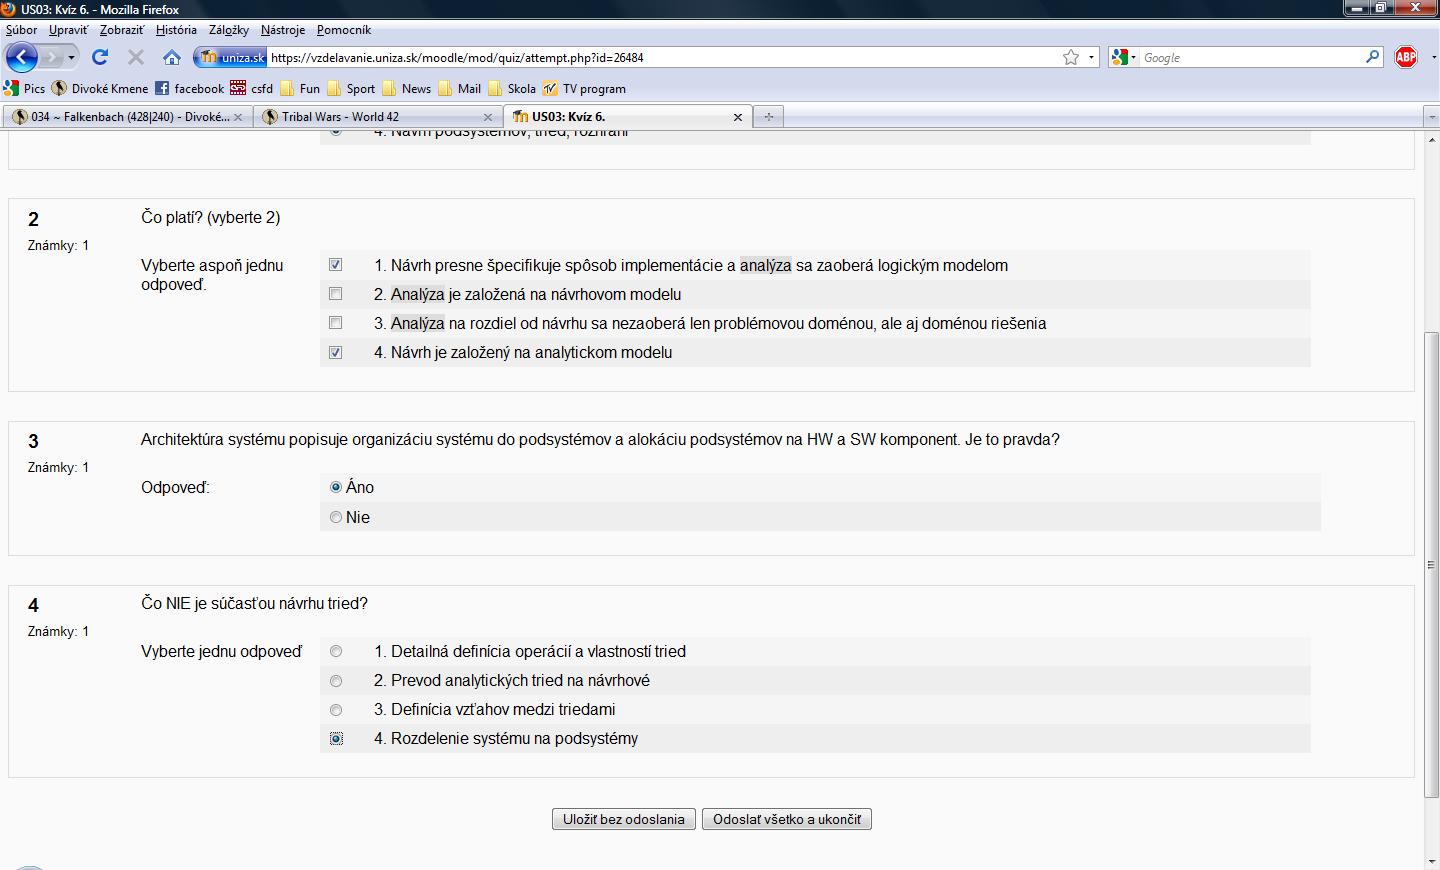 US03: Kvíz 6. - Mozilla Firefox
Súbor Upraviť Zobraziť História Záložky Nástroje Pomocník
uniza.sk https://vzdelavanie.uniza.sk/moodle/mod/quiz/attempt.php?id=26484 Google ABP
Pics Divoké Kmene facebook csfd Fun Sport News Mail Skola TV program
034 ~ Falkenbach (428|240) - Divoké... Tribal Wars - World 42 US03: Kvíz 6.
4. Návrh podsystémov, tried, rozhraní
2 Čo platí? (vyberte 2)
Známky: 1
Vyberte aspoň jednu odpoveď.
1. Návrh presne špecifikuje spôsob implementácie a analýza sa zaoberá logickým modelom
2. Analýza je založená na návrhovom modelu
3. Analýza na rozdiel od návrhu sa nezaoberá len problémovou doménou, ale aj doménou riešenia
4. Návrh je založený na analytickom modelu
3 Architektúra systému popisuje organizáciu systému do podsystémov a alokáciu podsystémov na HW a SW komponent. Je to pravda?
Známky: 1
Odpoveď: Áno
Nie
4 Čo NIE je súčasťou návrhu tried?
Známky: 1
Vyberte jednu odpoveď 1. Detailná definícia operácií a vlastností tried
2. Prevod analytických tried na návrhové
3. Definícia vzťahov medzi triedami
4. Rozdelenie systému na podsystémy
Uložiť bez odoslania Odoslať všetko a ukončiť